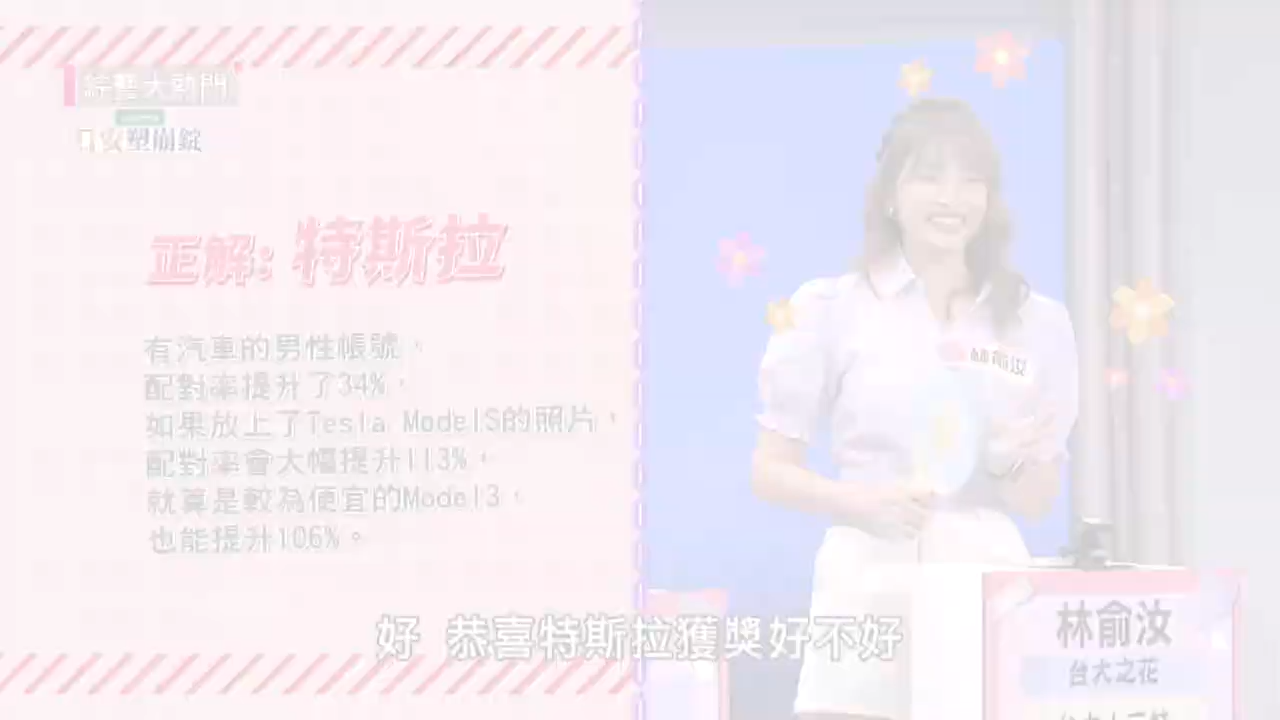 綜藝大熱門
安塑崩錠
正解: 特斯拉
有汽車的男性帳號，
配對率提升了34%，
如果放上了Tesla ModelS的照片，
配對率會大幅提升113%，
就算是較為便宜的Model3，
也能提升106%。
林俞汝
好 恭喜特斯拉獲獎好不好
林俞汝
台大之花